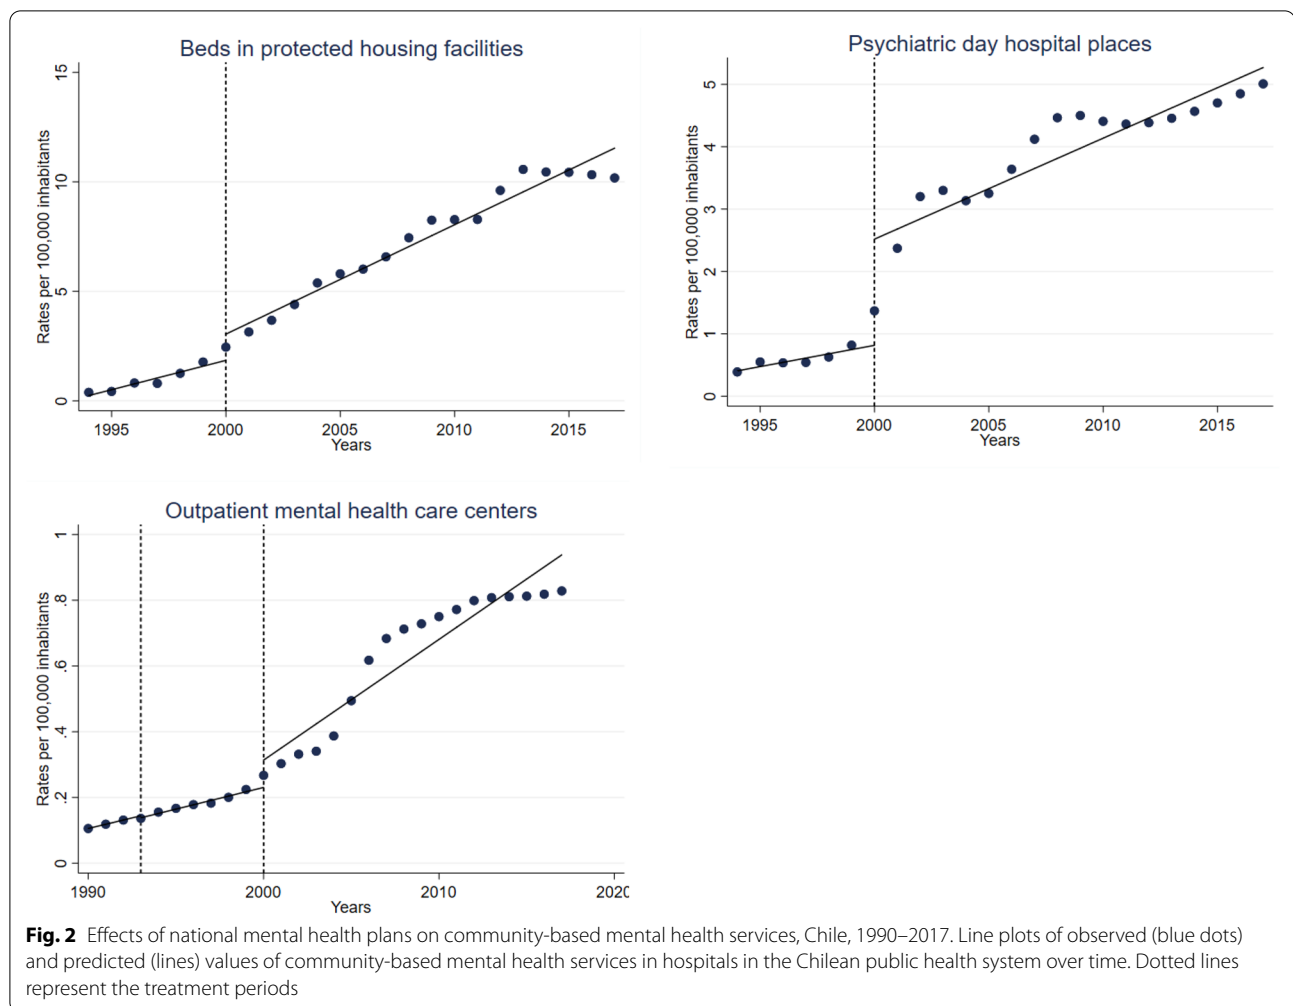 Beds in protected housing facilities
Rates per 100,000 inhabitants
15
10
5
0
1995 2000 2005 2010 2015
Years
Psychiatric day hospital places
Rates per 100,000 inhabitants
5
4
3
2
1
0
1995 2000 2005 2010 2015
Years
Outpatient mental health care centers
Rates per 100,000 inhabitants
1
.8
.6
.4
.2
0
1990 2000 2010 2020
Years
Fig. 2 Effects of national mental health plans on community-based mental health services, Chile, 1990–2017. Line plots of observed (blue dots)
and predicted (lines) values of community-based mental health services in hospitals in the Chilean public health system over time. Dotted lines
represent the treatment periods